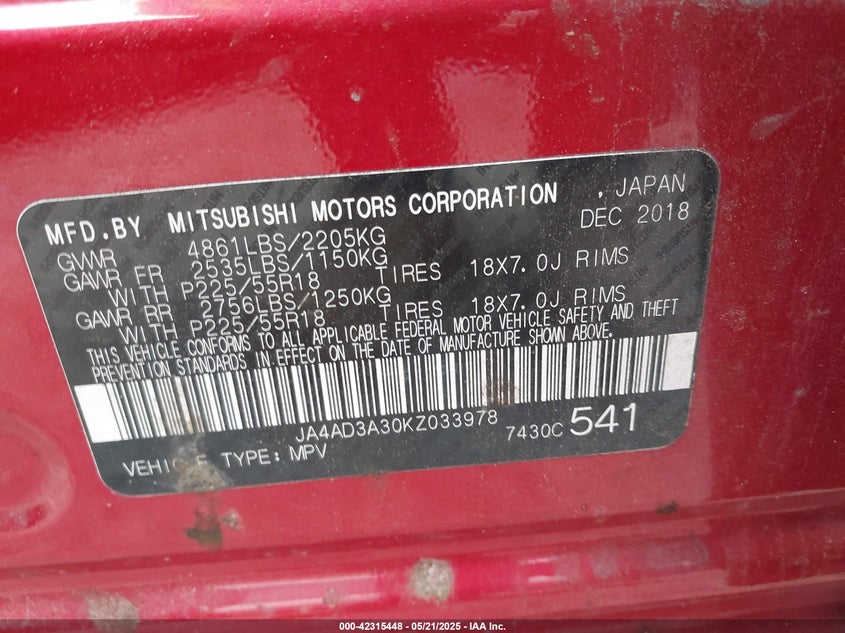 MFD.BY MITSUBISHI MOTORS CORPORATION , JAPAN
GVWR 4861LBS/2205KG DEC 2018
GAWR FR 2535LBS/1150KG
WITH P225/55R18 TIRES 18X7.0J RIMS
GAWR RR 2756LBS/1250KG
WITH P225/55R18 TIRES 18X7.0J RIMS
THIS VEHICLE CONFORMS TO ALL APPLICABLE FEDERAL MOTOR VEHICLE SAFETY AND THEFT
PREVENTION STANDARDS IN EFFECT ON THE DATE OF MANUFACTURE SHOWN ABOVE.
JA4AD3A30KZ033978 7430C 541
VEHICLE TYPE: MPV
000-42315448 - 05/21/2025 - IAA Inc.